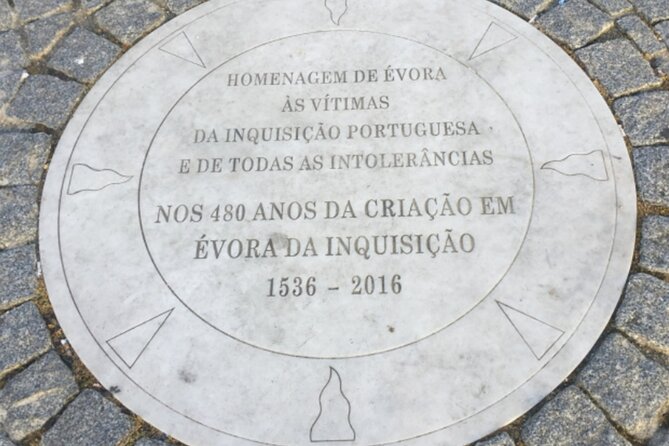 HOMENAGEM DE ÉVORA
ÀS VÍTIMAS
DA INQUISIÇÃO PORTUGUESA
E DE TODAS AS INTOLERÂNCIAS
NOS 480 ANOS DA CRIAÇÃO EM
ÉVORA DA INQUISIÇÃO
1536 - 2016